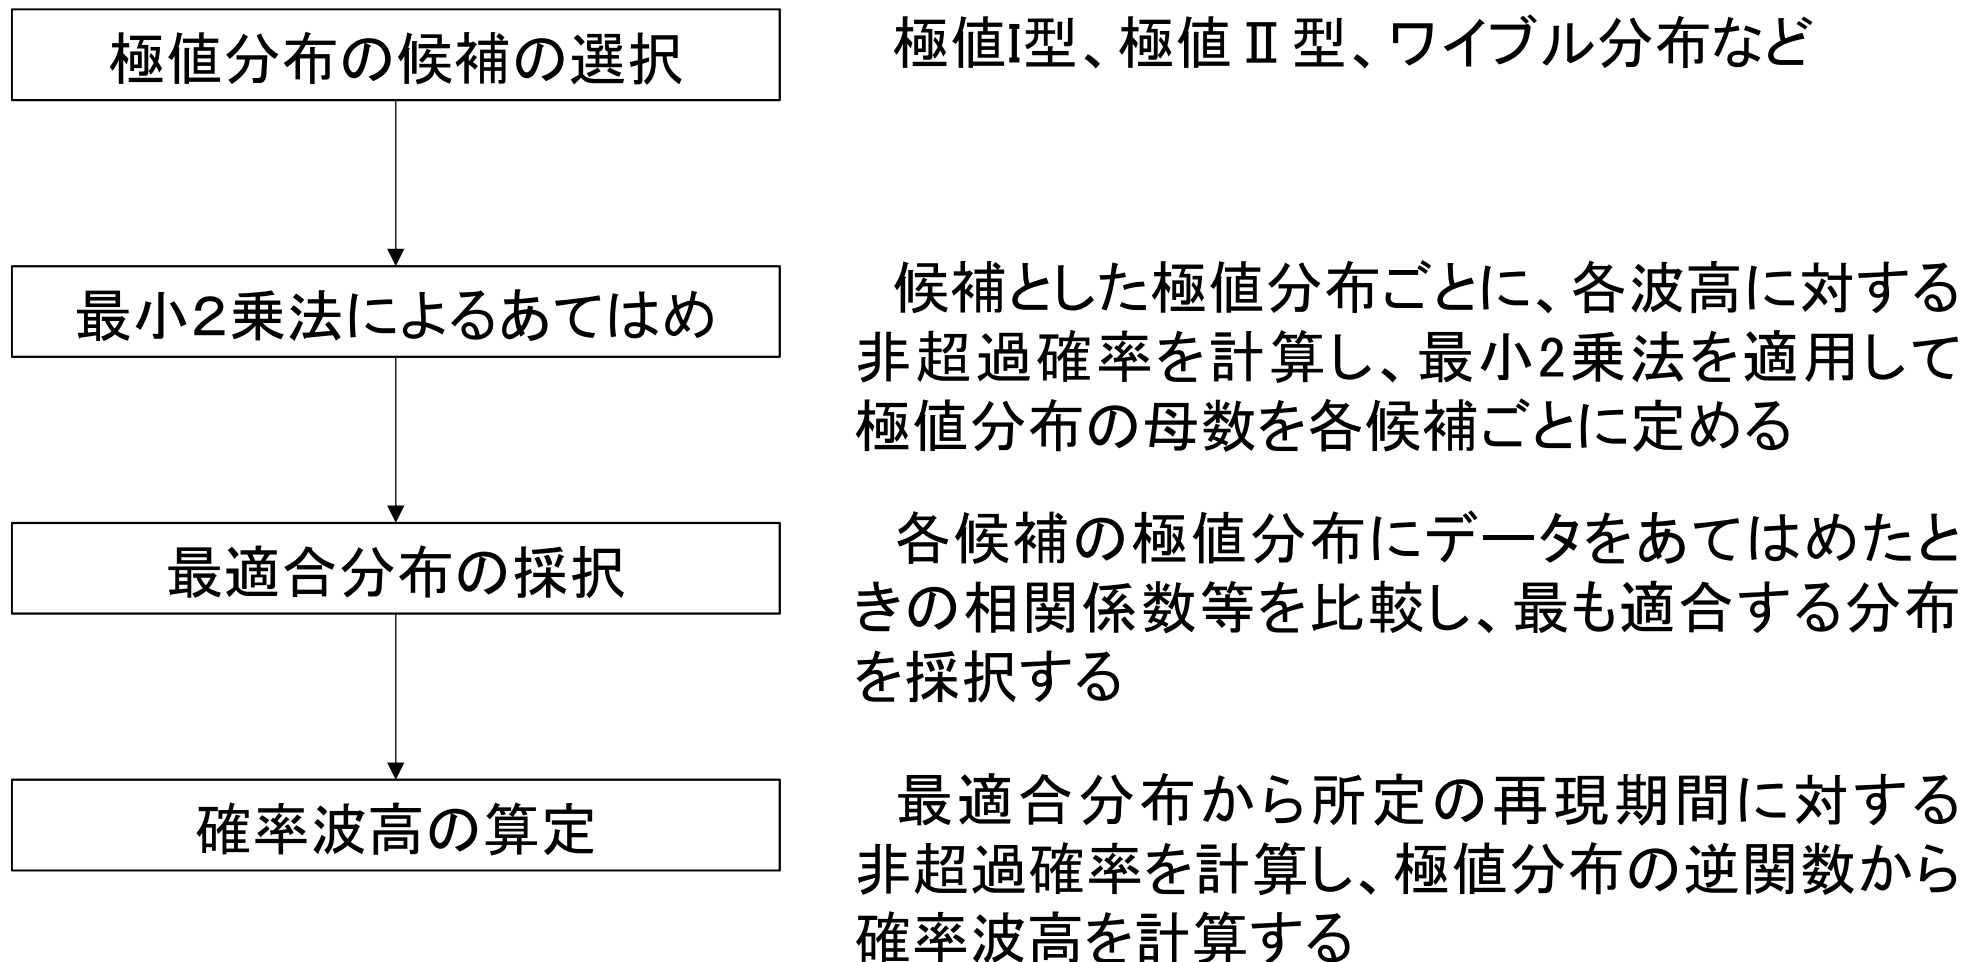 極値分布の候補の選択
極値I型、極値Ⅱ型、ワイブル分布など
最小２乗法によるあてはめ
候補とした極値分布ごとに、各波高に対する
非超過確率を計算し、最小2乗法を適用して
極値分布の母数を各候補ごとに定める
最適合分布の採択
各候補の極値分布にデータをあてはめたと
きの相関係数等を比較し、最も適合する分布
を採択する
確率波高の算定
最適合分布から所定の再現期間に対する
非超過確率を計算し、極値分布の逆関数から
確率波高を計算する